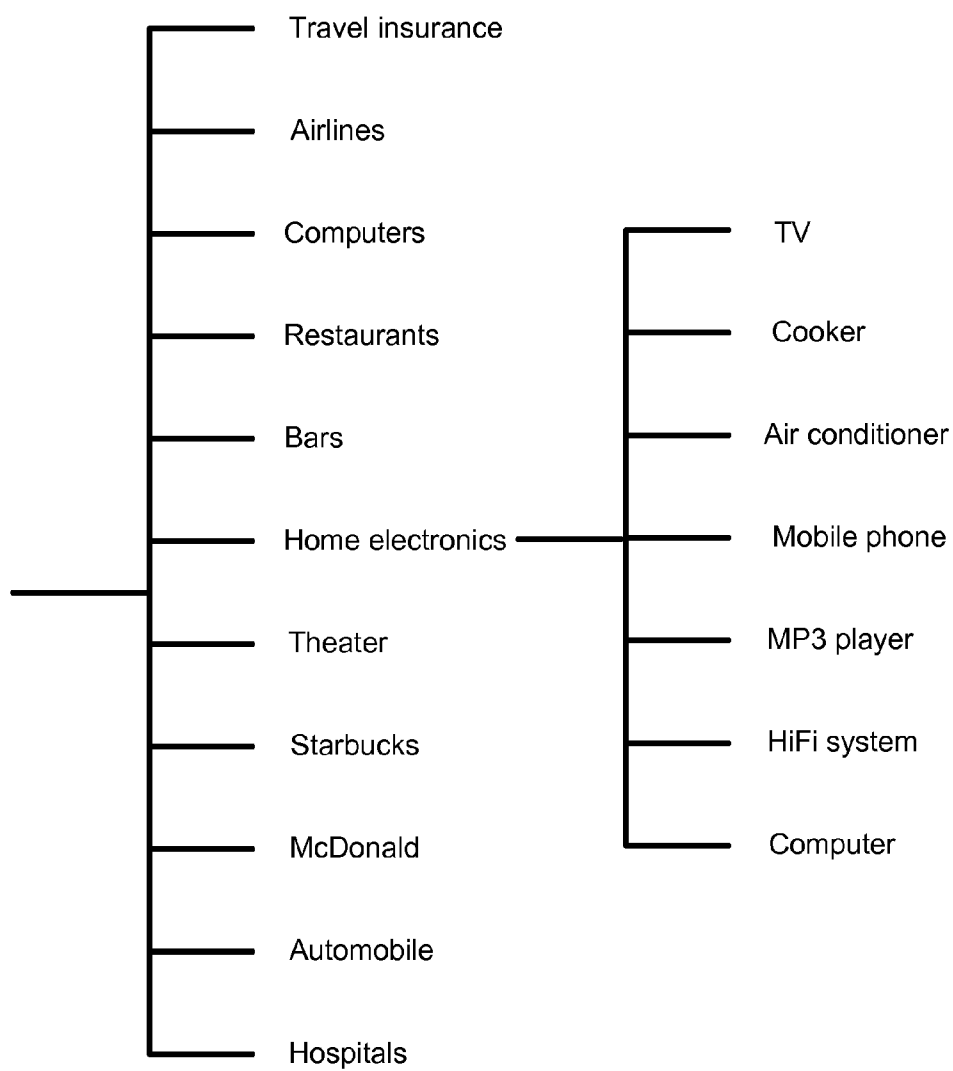 Travel insurance
Airlines
Computers
Restaurants
Bars
Home electronics
Theater
Starbucks
McDonald
Automobile
Hospitals
TV
Cooker
Air conditioner
Mobile phone
MP3 player
HiFi system
Computer